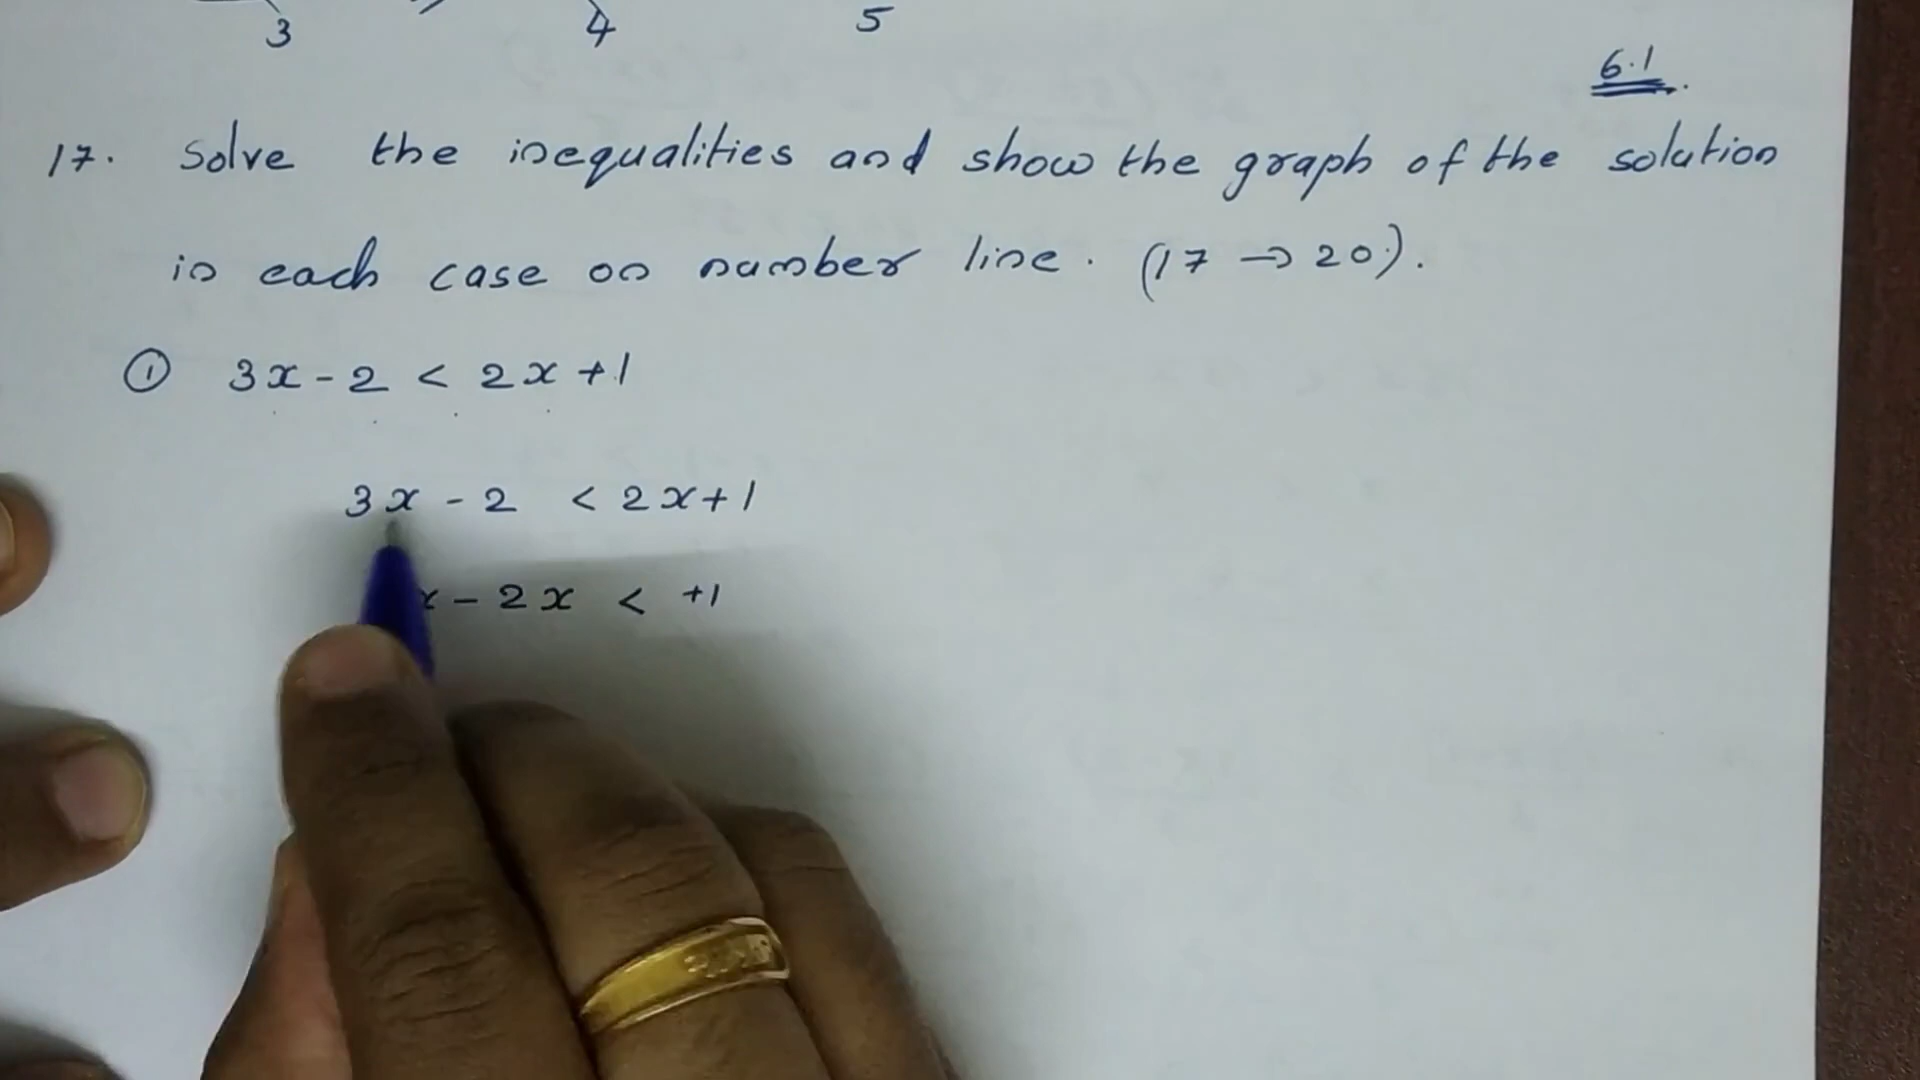 3 4 5
6.1
17. Solve the inequalities and show the graph of the solution
in each case on number line. (17 → 20).
① 3x - 2 < 2x + 1
3x - 2 < 2x + 1
x - 2x < +1